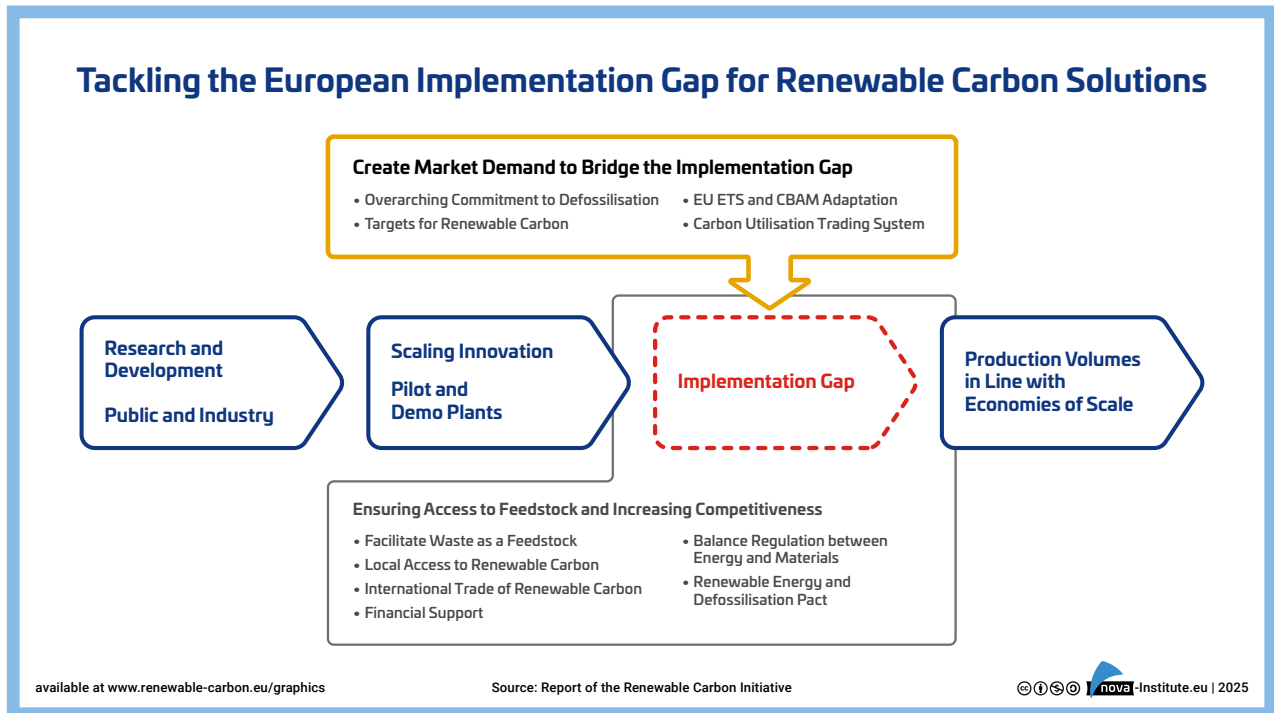 Tackling the European Implementation Gap for Renewable Carbon Solutions
Create Market Demand to Bridge the Implementation Gap
• Overarching Commitment to Defossilisation
• Targets for Renewable Carbon
• EU ETS and CBAM Adaptation
• Carbon Utilisation Trading System
Research and
Development
Public and Industry
Scaling Innovation
Pilot and
Demo Plants
Implementation Gap
Production Volumes
in Line with
Economies of Scale
Ensuring Access to Feedstock and Increasing Competitiveness
• Facilitate Waste as a Feedstock
• Local Access to Renewable Carbon
• International Trade of Renewable Carbon
• Financial Support
• Balance Regulation between
Energy and Materials
• Renewable Energy and
Defossilisation Pact
available at www.renewable-carbon.eu/graphics
Source: Report of the Renewable Carbon Initiative
cc nova-Institute.eu | 2025